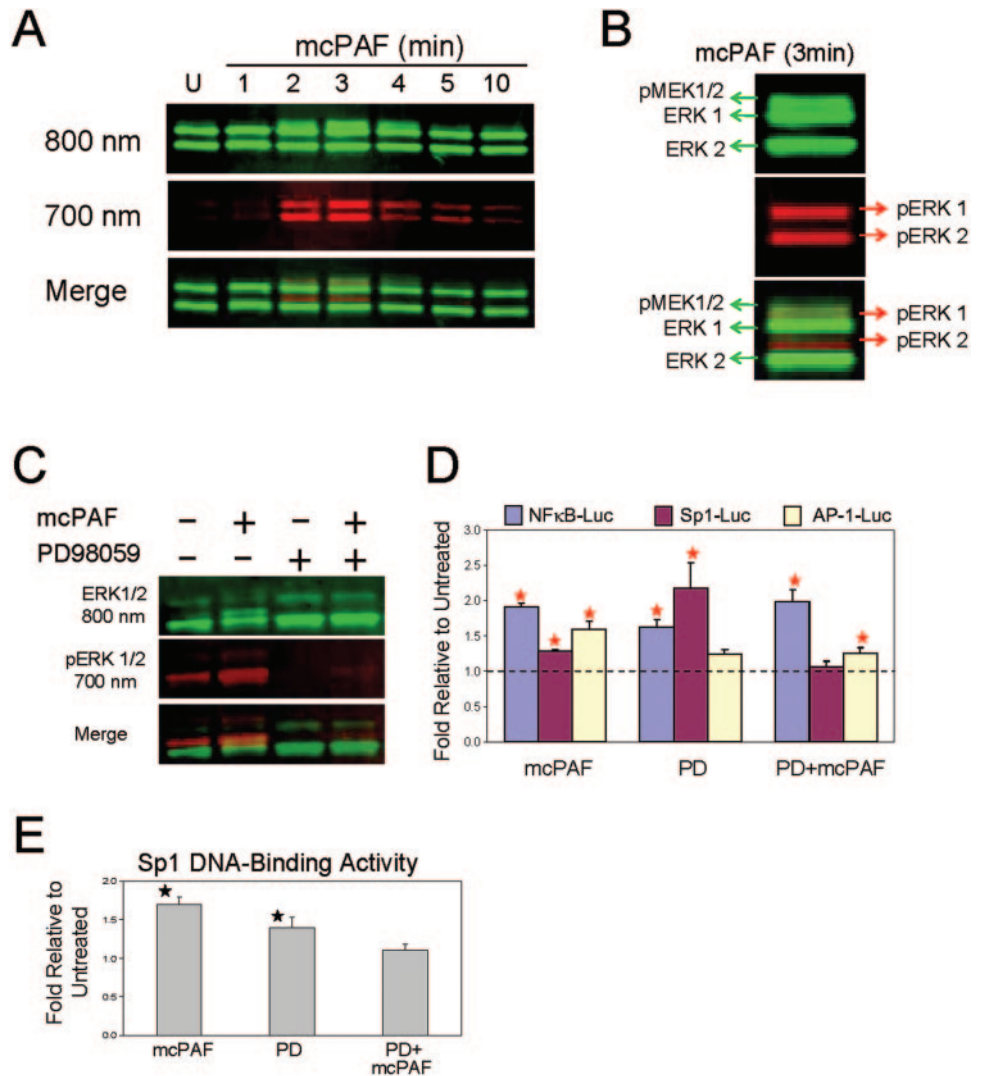 A
mcPAF (min)
U 1 2 3 4 5 10
800 nm
700 nm
Merge
B
mcPAF (3min)
pMEK1/2
ERK 1
ERK 2
pERK 1
pERK 2
pMEK1/2
ERK 1
ERK 2
pERK 1
pERK 2
C
mcPAF − + − +
PD98059 − − + +
ERK1/2
800 nm
pERK 1/2
700 nm
Merge
D
NFκB-Luc Sp1-Luc AP-1-Luc
Fold Relative to Untreated
3.0
2.5
2.0
1.5
1.0
0.5
0.0
mcPAF PD PD+mcPAF
E
Sp1 DNA-Binding Activity
Fold Relative to
Untreated
2.0
1.5
1.0
0.5
0.0
mcPAF PD PD+
mcPAF